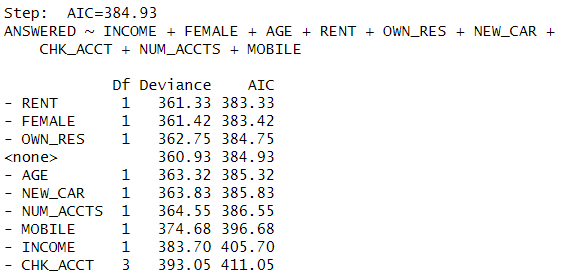 Step:  AIC=384.93
ANSWERED ~ INCOME + FEMALE + AGE + RENT + OWN_RES + NEW_CAR +
    CHK_ACCT + NUM_ACCTS + MOBILE

            Df Deviance    AIC
- RENT       1   361.33 383.33
- FEMALE     1   361.42 383.42
- OWN_RES    1   362.75 384.75
<none>           360.93 384.93
- AGE        1   363.32 385.32
- NEW_CAR    1   363.83 385.83
- NUM_ACCTS  1   364.55 386.55
- MOBILE     1   374.68 396.68
- INCOME     1   383.70 405.70
- CHK_ACCT   3   393.05 411.05